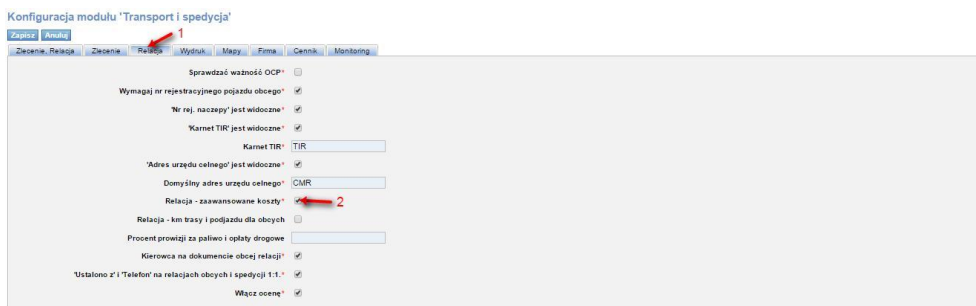 Konfiguracja modułu 'Transport i spedycja'
Zapisz Anuluj
1
Zlecenie, Relacja Zlecenie Relacja Wydruk Mapy Firma Cennik Monitoring
Sprawdzać ważność OCP*
Wymagaj nr rejestracyjnego pojazdu obcego*
'Nr rej. naczepy' jest widoczne*
'Karnet TIR' jest widoczne*
Karnet TIR* TIR
'Adres urzędu celnego' jest widoczne*
Domyślny adres urzędu celnego* CMR
Relacja - zaawansowane koszty* 2
Relacja - km trasy i podjazdu dla obcych
Procent prowizji za paliwo i opłaty drogowe
Kierowca na dokumencie obcej relacji*
'Ustalono z' i 'Telefon' na relacjach obcych i spedycji 1:1.*
Włącz ocenę*